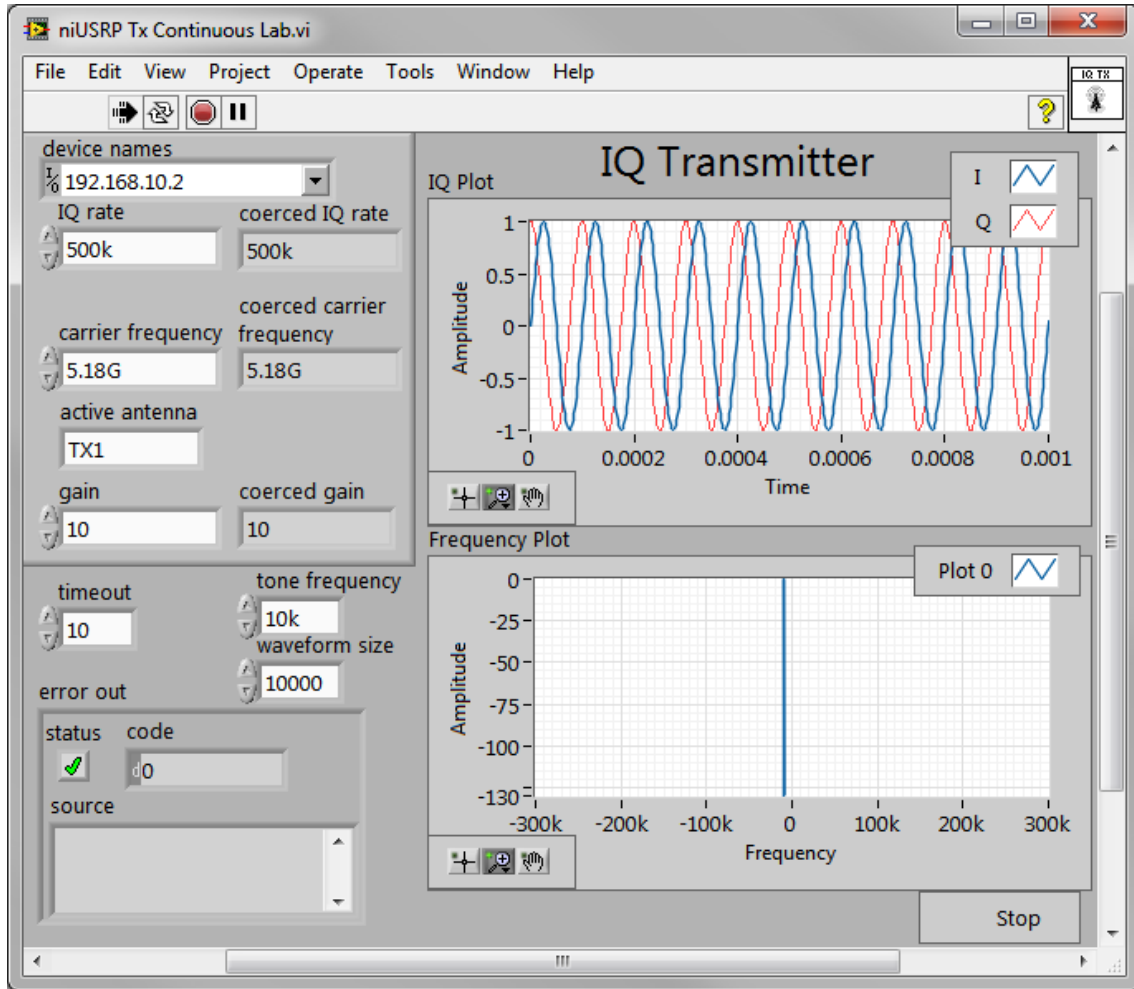 niUSRP Tx Continuous Lab.vi
File Edit View Project Operate Tools Window Help
IQ TX
device names
I/O 192.168.10.2
IQ rate
500k
coerced IQ rate
500k
carrier frequency
5.18G
coerced carrier
frequency
5.18G
active antenna
TX1
gain
10
coerced gain
10
timeout
10
tone frequency
10k
waveform size
10000
error out
status
code
d0
source
IQ Transmitter
IQ Plot
I
Q
Amplitude
1
0.5
0
-0.5
-1
0 0.0002 0.0004 0.0006 0.0008 0.001
Time
Frequency Plot
Plot 0
Amplitude
0
-25
-50
-75
-100
-130
-300k -200k -100k 0 100k 200k 300k
Frequency
Stop